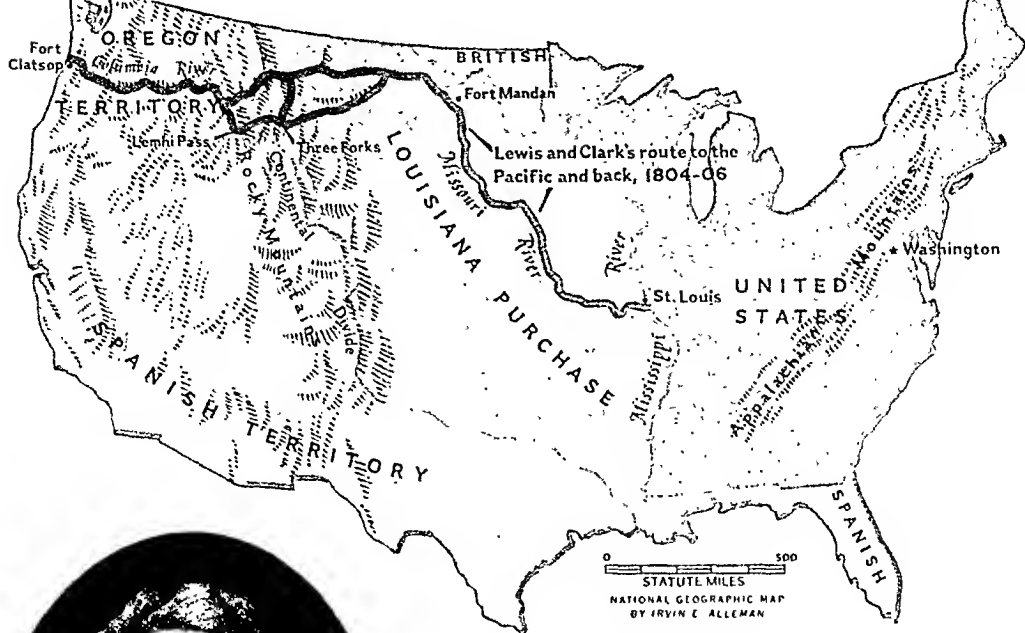 OREGON
TERRITORY
Fort
Clatsop
Columbia River
Lemhi Pass
Three Forks
Rocky Mountains
Continental
Divide
BRITISH
Fort Mandan
Lewis and Clark's route to the
Pacific and back, 1804-06
LOUISIANA PURCHASE
Missouri
River
River
Mississippi
St. Louis
UNITED
STATES
Appalachian Mountains
Washington
SPANISH TERRITORY
SPANISH
0 500
STATUTE MILES
NATIONAL GEOGRAPHIC MAP
BY IRVIN E ALLEMAN